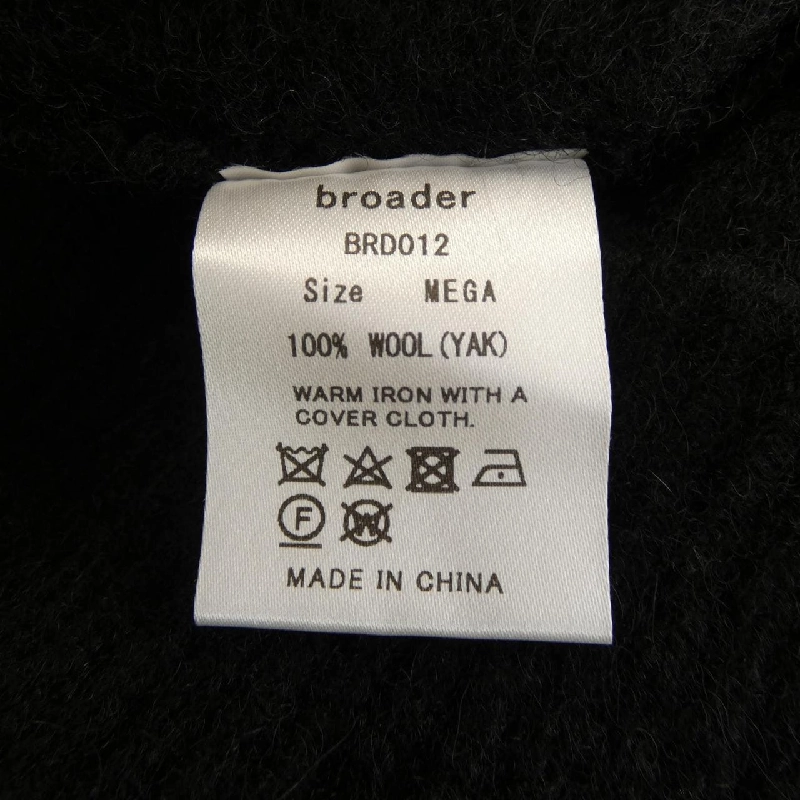 broader
BRD012
Size MEGA
100% WOOL(YAK)
WARM IRON WITH A
COVER CLOTH.
F W
MADE IN CHINA